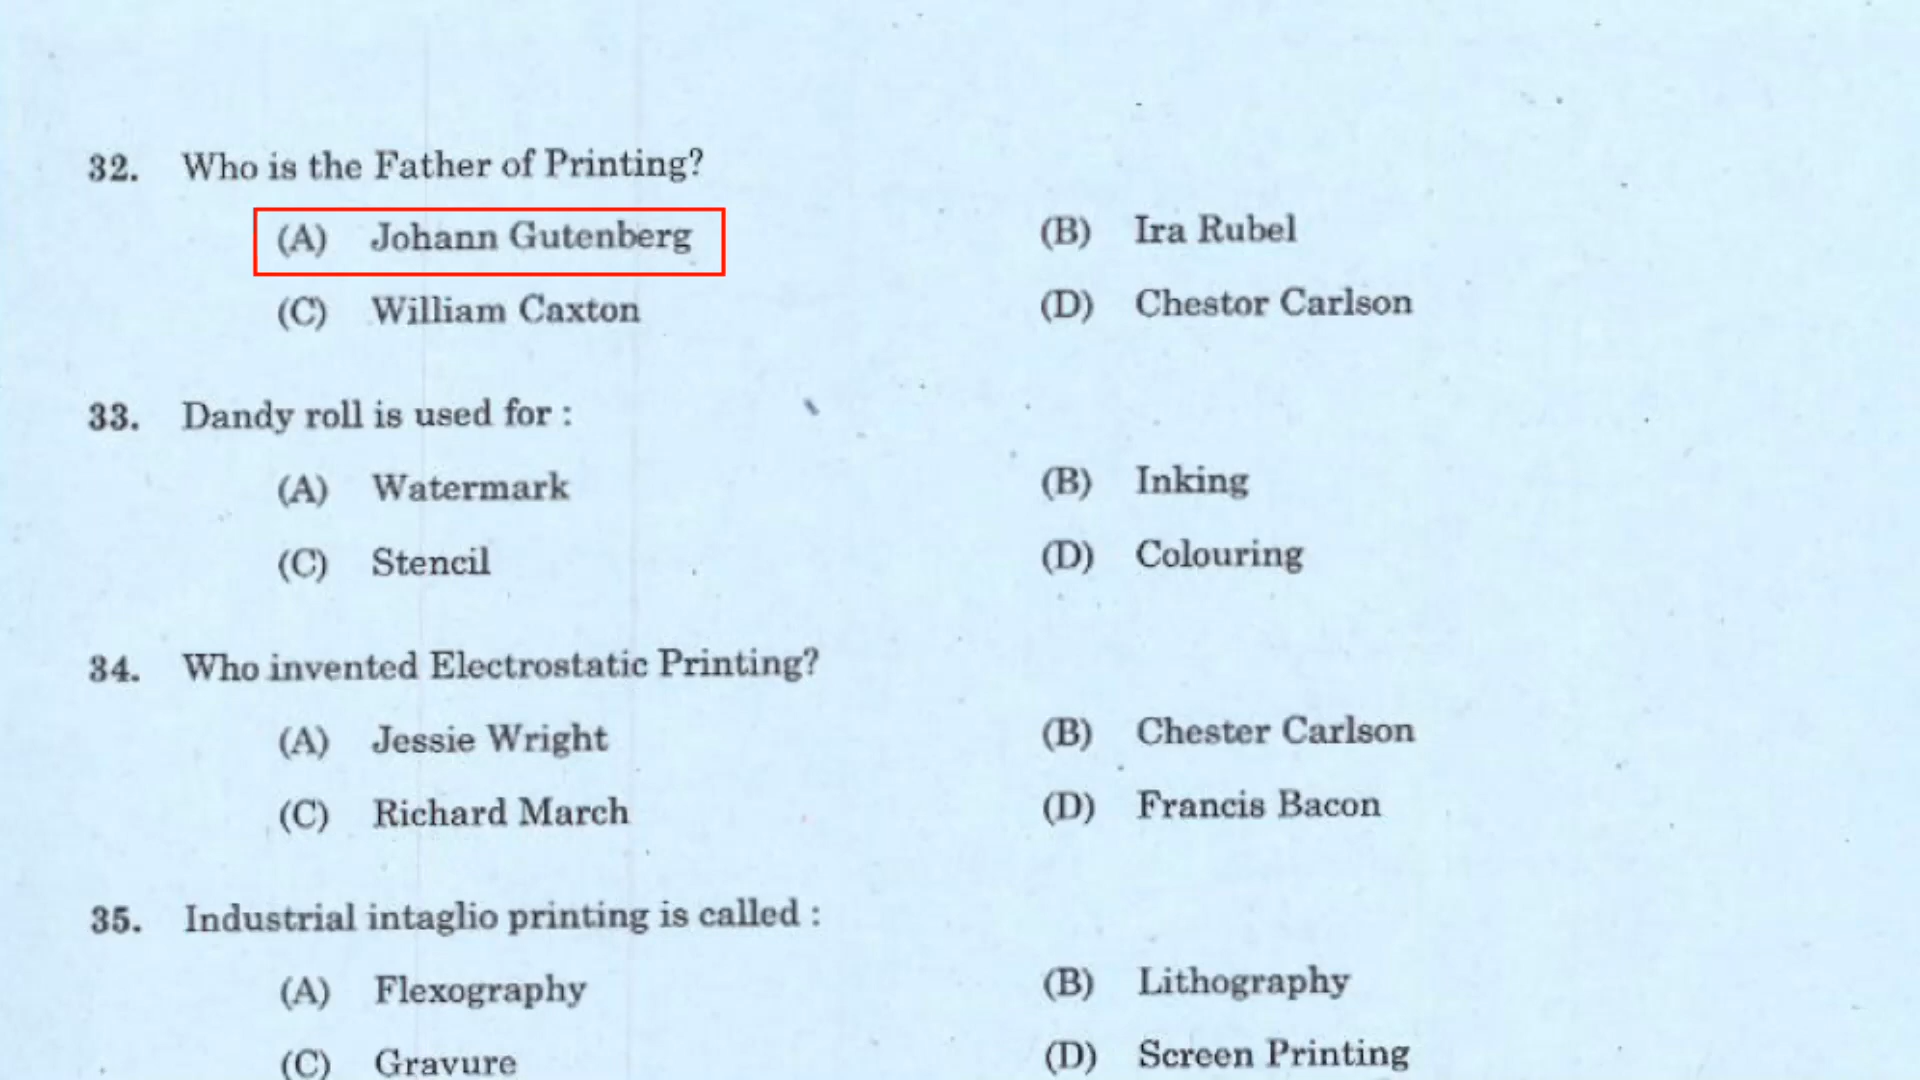 32. Who is the Father of Printing?
(A) Johann Gutenberg (B) Ira Rubel
(C) William Caxton (D) Chestor Carlson
33. Dandy roll is used for :
(A) Watermark (B) Inking
(C) Stencil (D) Colouring
34. Who invented Electrostatic Printing?
(A) Jessie Wright (B) Chester Carlson
(C) Richard March (D) Francis Bacon
35. Industrial intaglio printing is called :
(A) Flexography (B) Lithography
(C) Gravure (D) Screen Printing